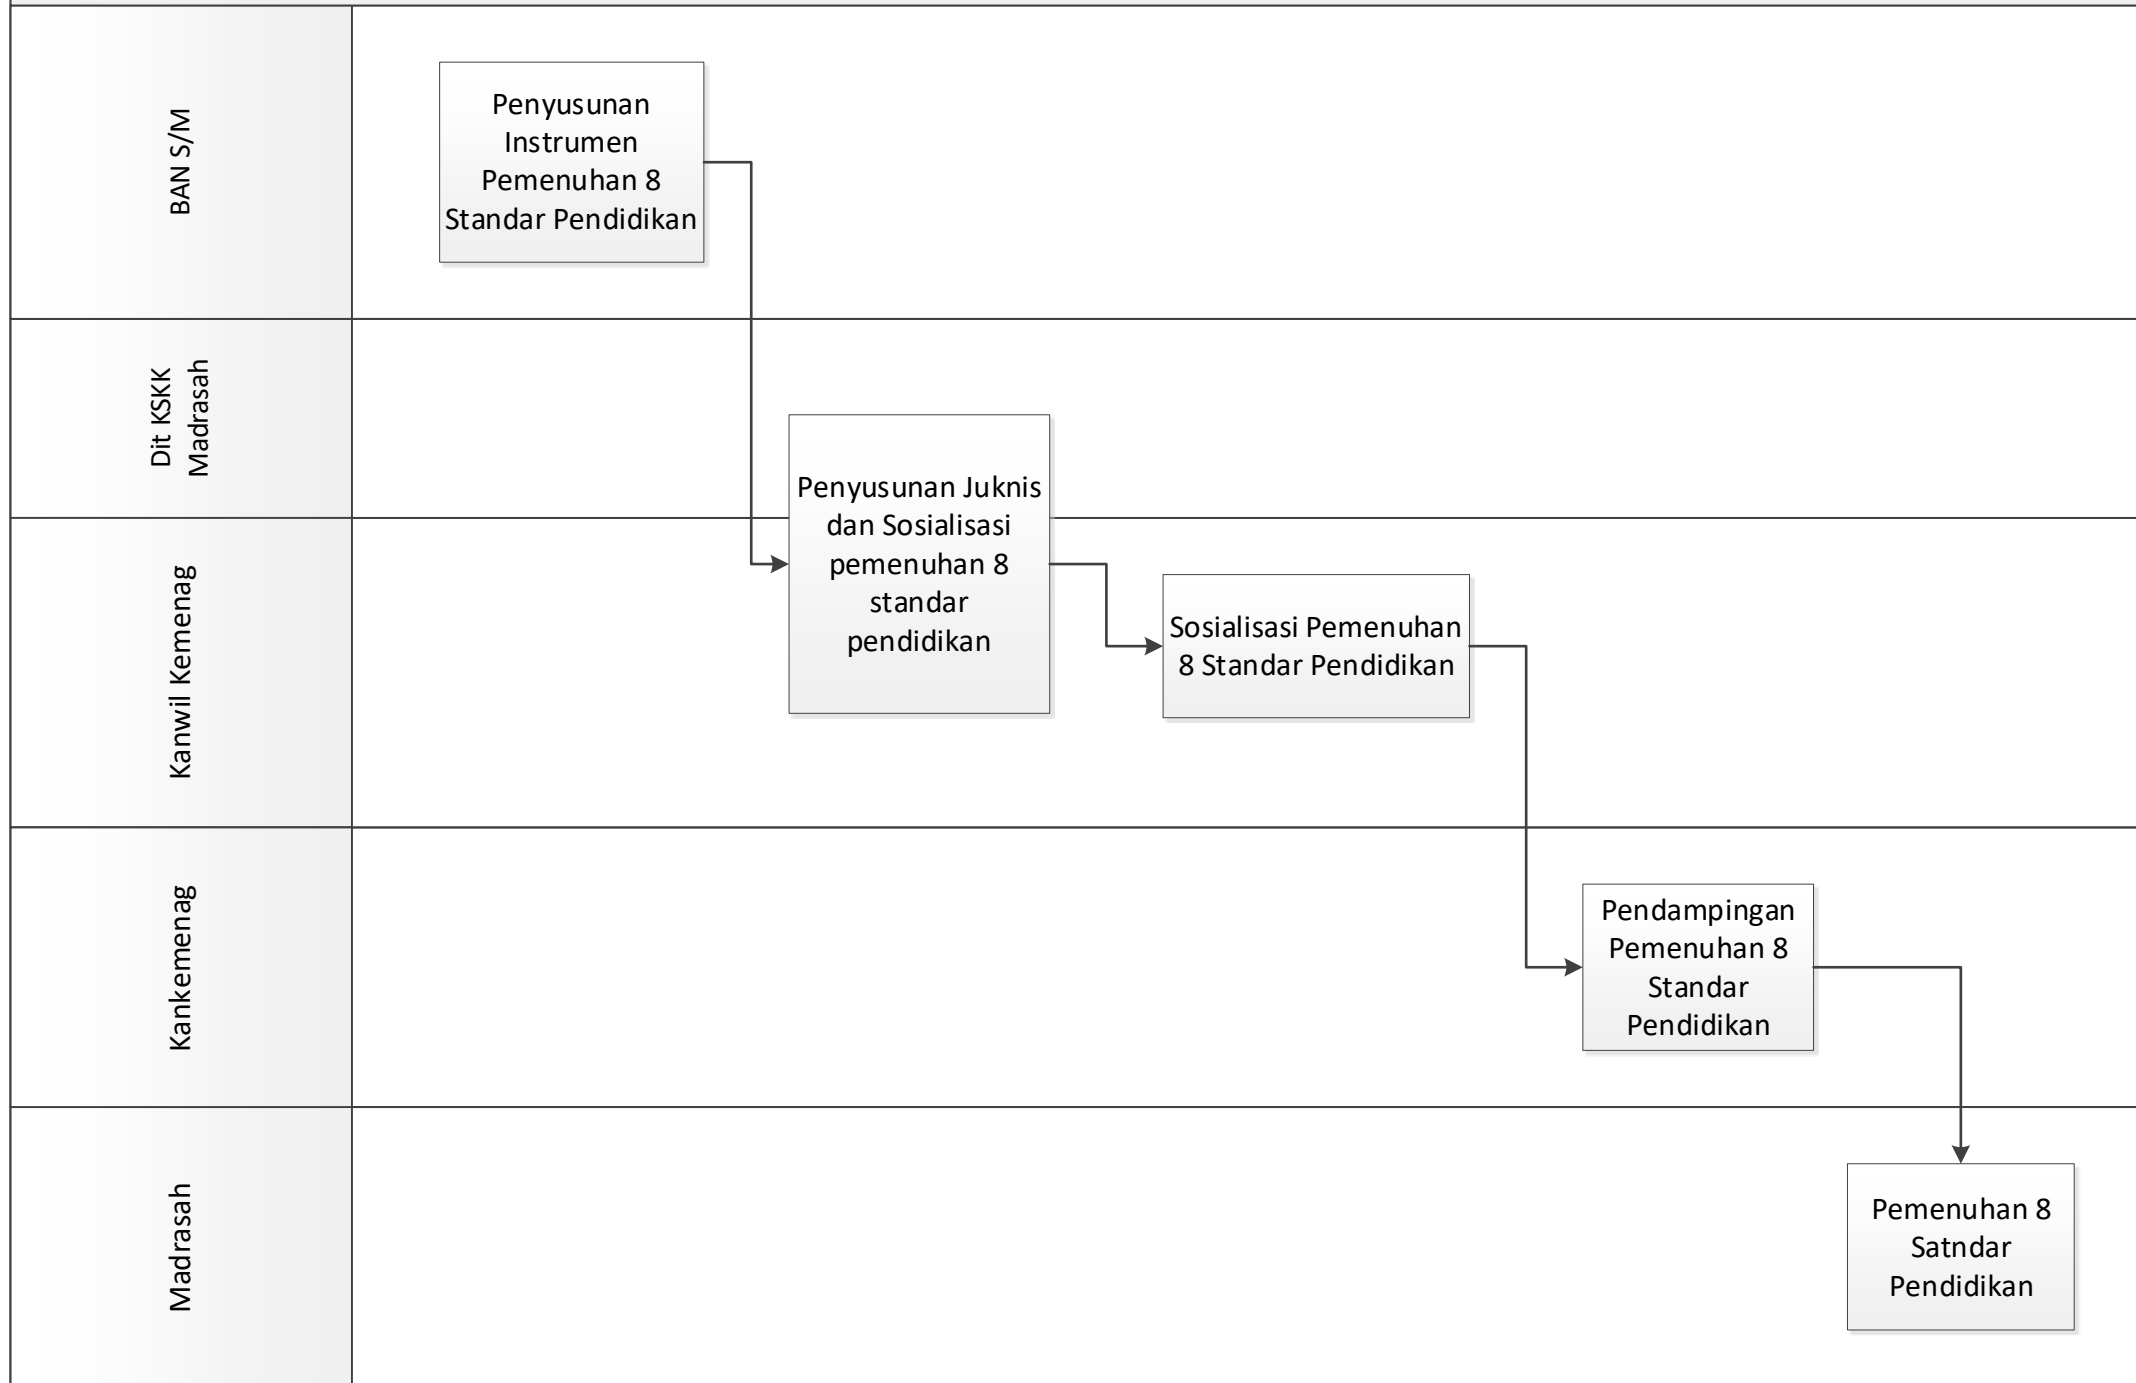 BAN S/M
Penyusunan
Instrumen
Pemenuhan 8
Standar Pendidikan
Dit KSKK
Madrasah
Penyusunan Juknis
dan Sosialisasi
pemenuhan 8
standar
pendidikan
Kanwil Kemenag
Sosialisasi Pemenuhan
8 Standar Pendidikan
Kankemenag
Pendampingan
Pemenuhan 8
Standar
Pendidikan
Madrasah
Pemenuhan 8
Satndar
Pendidikan